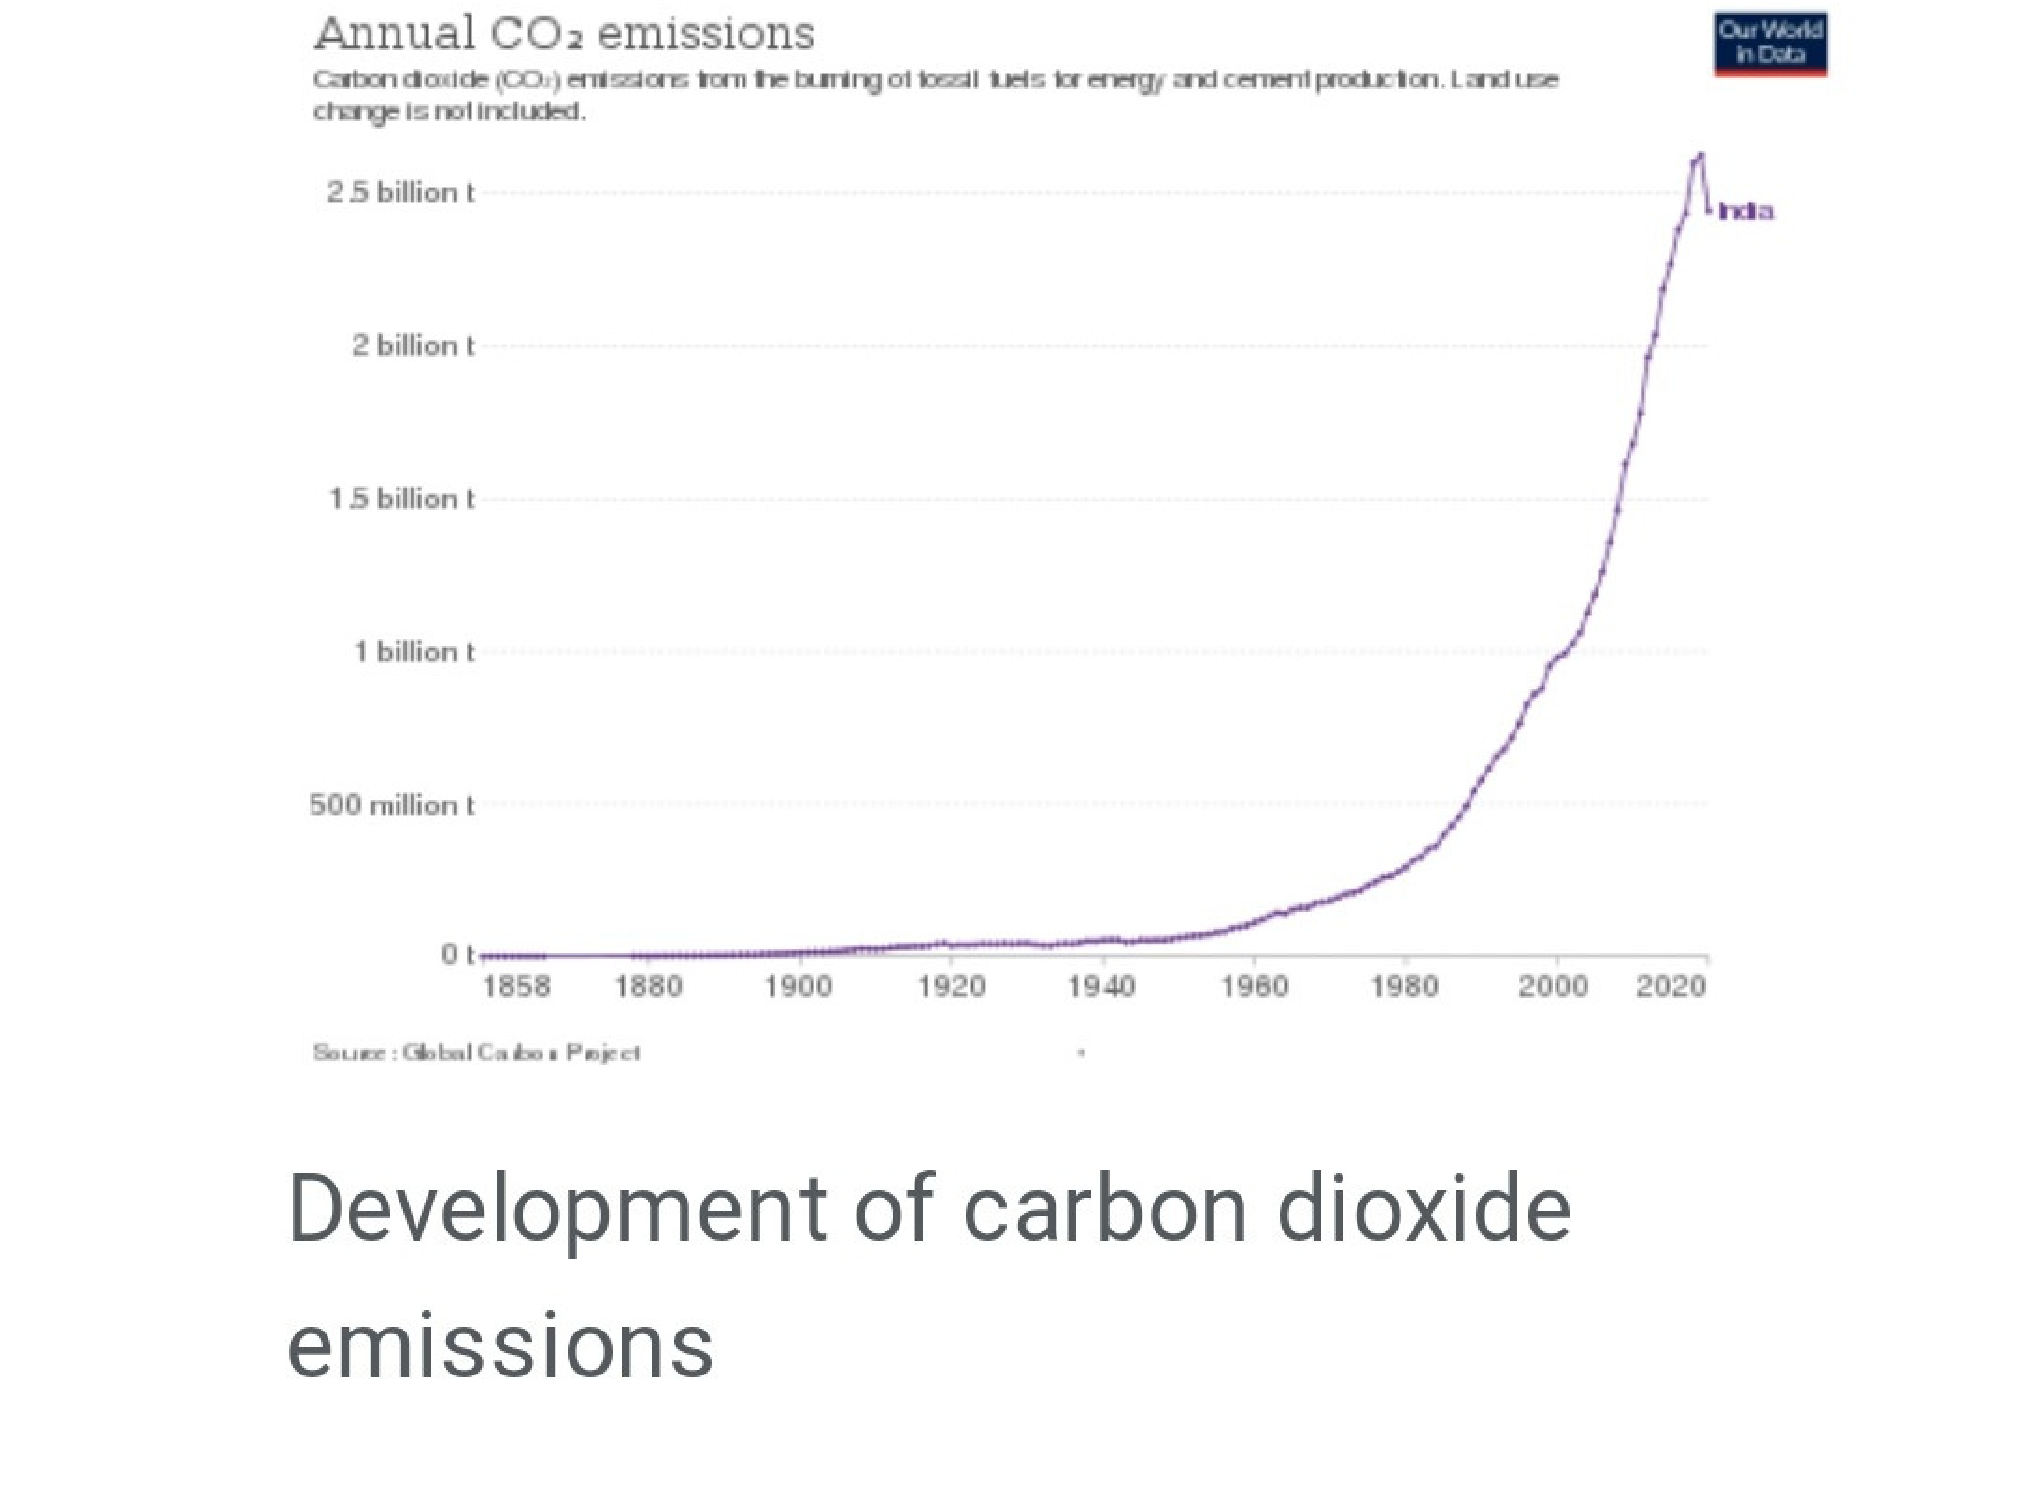 Annual CO₂ emissions
Our World
in Data
Carbon dioxide (CO₂) emissions from the burning of fossil fuels for energy and cement production. Land use
change is not included.
2.5 billion t
India
2 billion t
1.5 billion t
1 billion t
500 million t
0 t
1858 1880 1900 1920 1940 1960 1980 2000 2020
Source: Global Carbon Project
Development of carbon dioxide
emissions